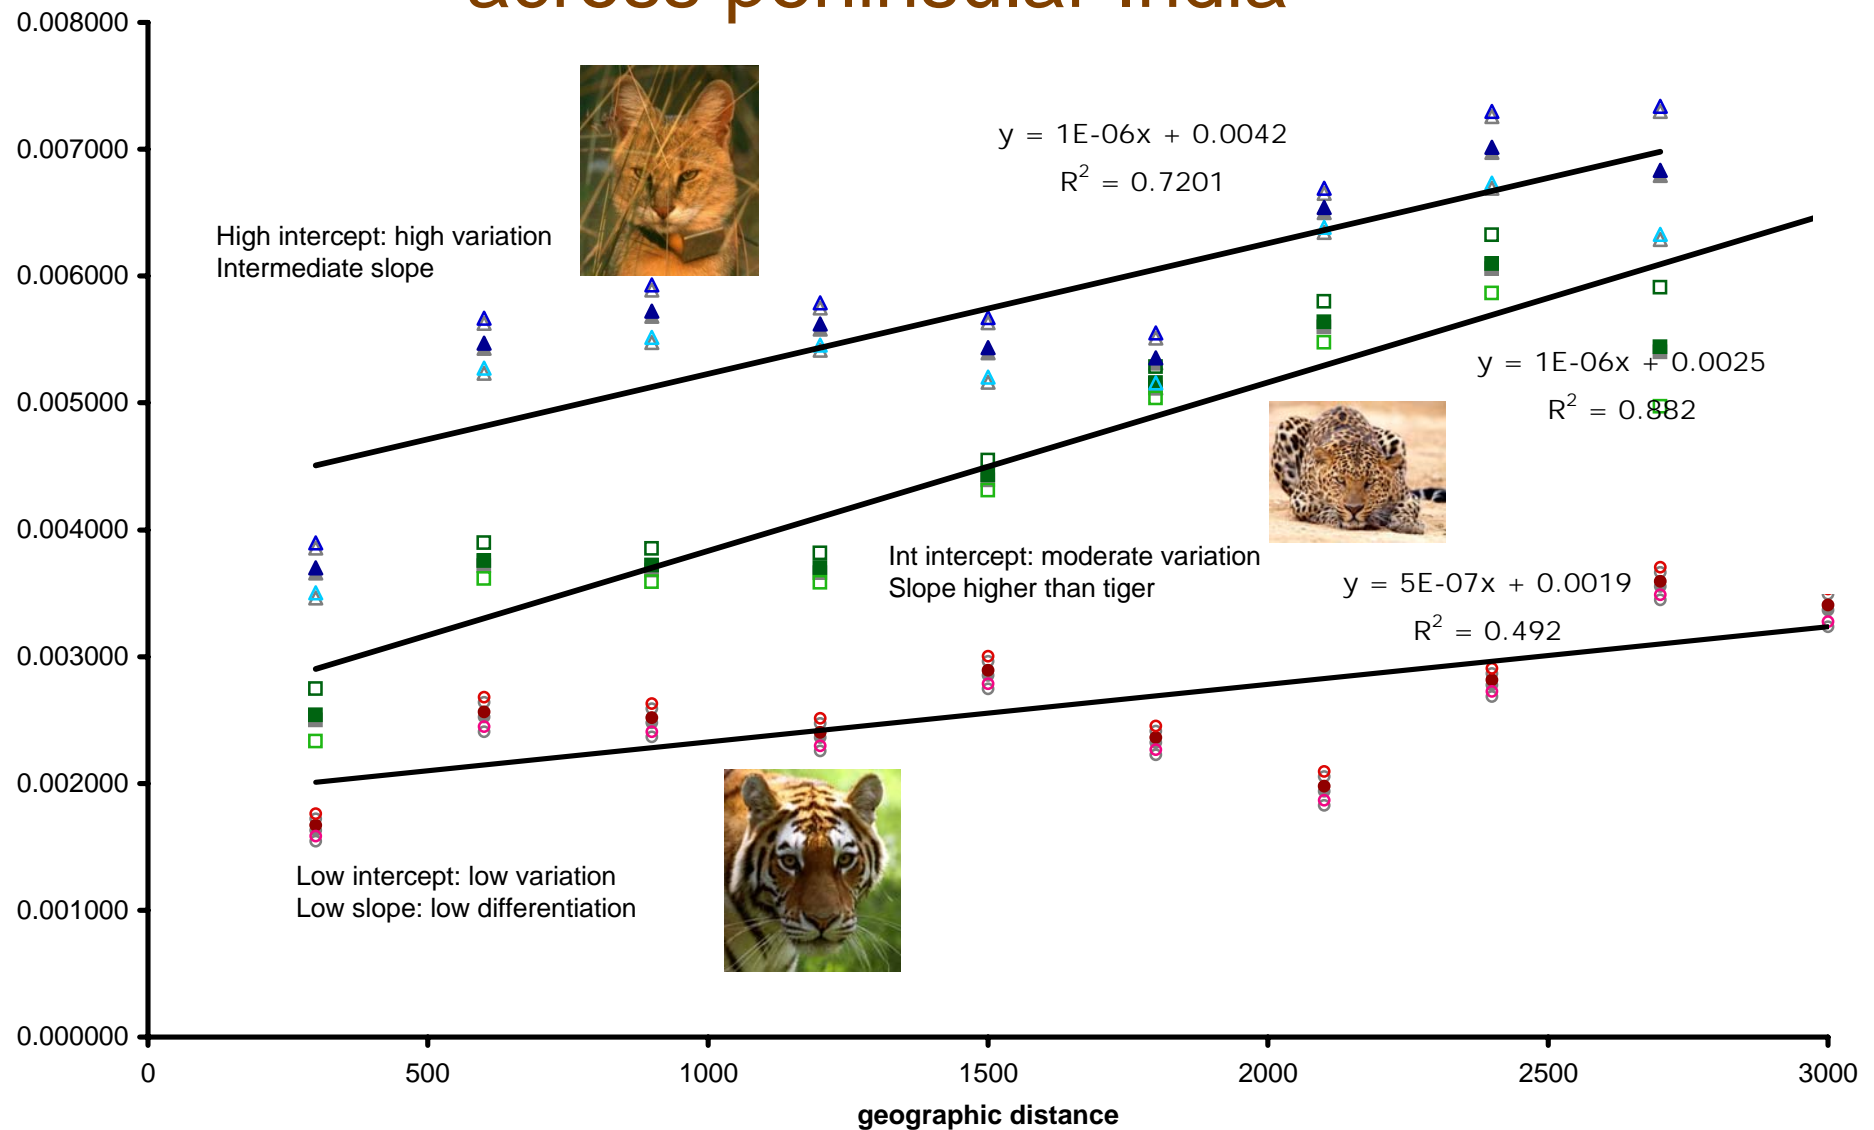 across peninsular India
0.008000
0.007000
0.006000
0.005000
0.004000
0.003000
0.002000
0.001000
0.000000
y = 1E-06x + 0.0042
R² = 0.7201
High intercept: high variation
Intermediate slope
y = 1E-06x + 0.0025
R² = 0.882
Int intercept: moderate variation
Slope higher than tiger
y = 5E-07x + 0.0019
R² = 0.492
Low intercept: low variation
Low slope: low differentiation
0 500 1000 1500 2000 2500 3000
geographic distance